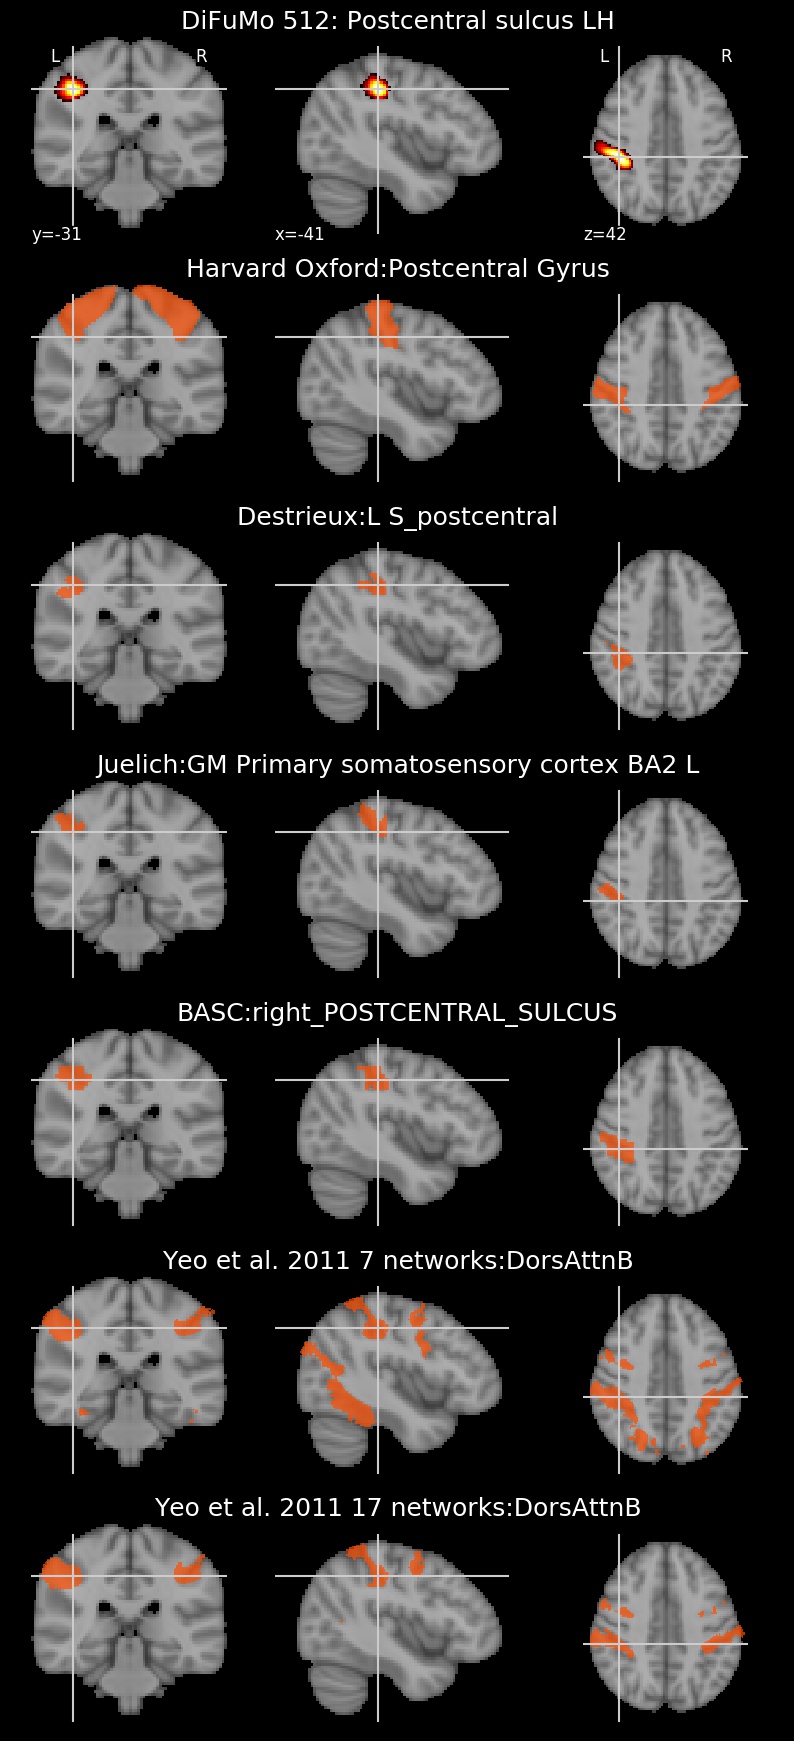 DiFuMo 512: Postcentral sulcus LH
L R L R
y=-31 x=-41 z=42
Harvard Oxford:Postcentral Gyrus
Destrieux:L S_postcentral
Juelich:GM Primary somatosensory cortex BA2 L
BASC:right_POSTCENTRAL_SULCUS
Yeo et al. 2011 7 networks:DorsAttnB
Yeo et al. 2011 17 networks:DorsAttnB